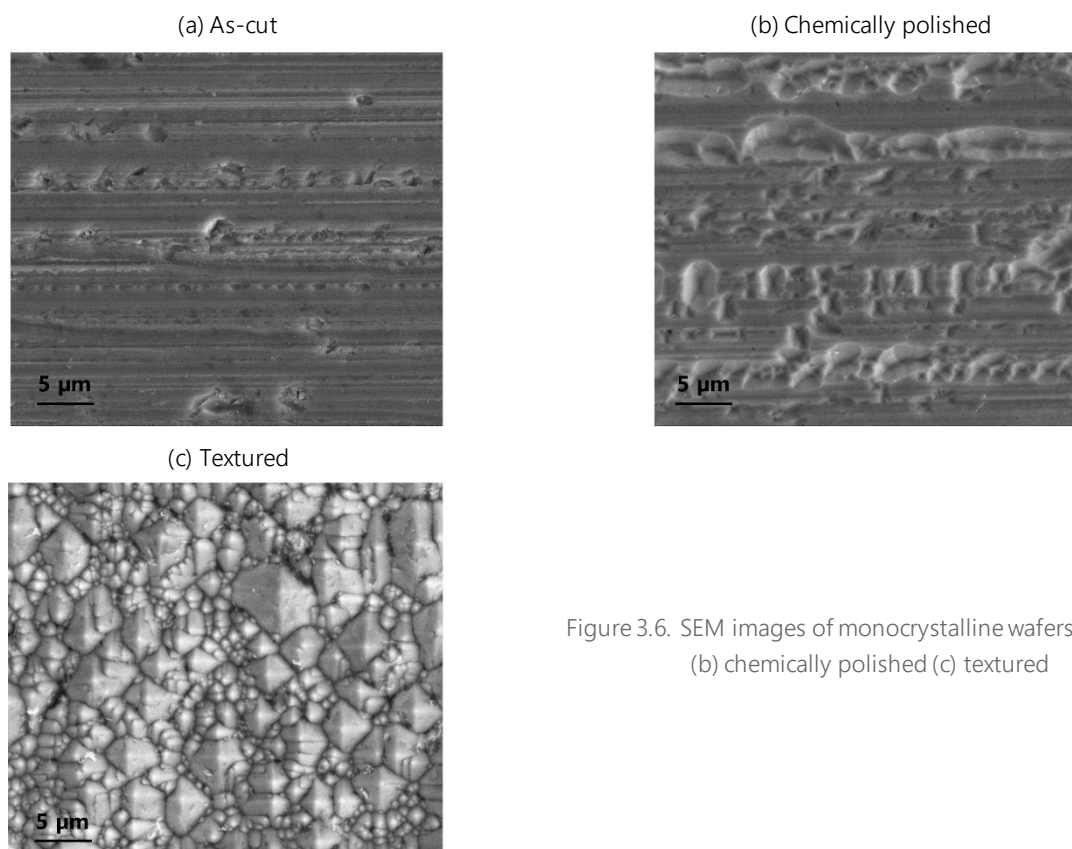 (a) As-cut
(b) Chemically polished
5 µm
5 µm
(c) Textured
5 µm
Figure 3.6. SEM images of monocrystalline wafers
(b) chemically polished (c) textured